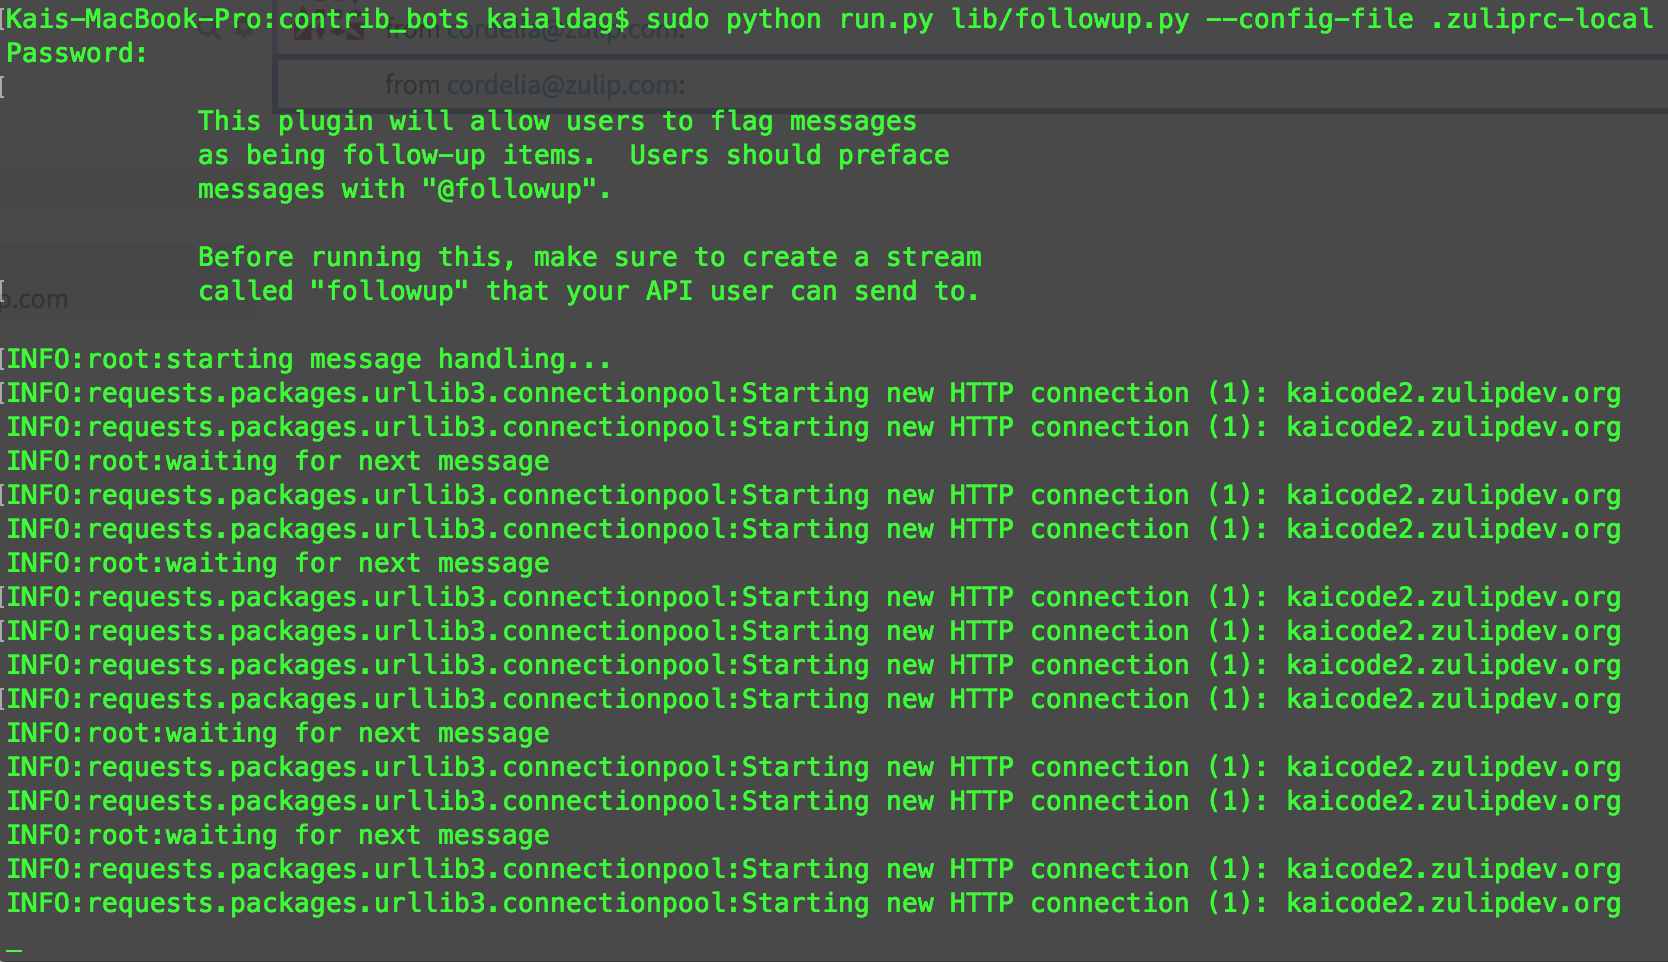 Kais-MacBook-Pro:contrib_bots kaialdag$ sudo python run.py lib/followup.py --config-file .zuliprc-local
from cordelia@zulip.com:
Password:
from cordelia@zulip.com:
This plugin will allow users to flag messages
as being follow-up items.  Users should preface
messages with "@followup".
Before running this, make sure to create a stream
called "followup" that your API user can send to.
p.com
INFO:root:starting message handling...
INFO:requests.packages.urllib3.connectionpool:Starting new HTTP connection (1): kaicode2.zulipdev.org
INFO:requests.packages.urllib3.connectionpool:Starting new HTTP connection (1): kaicode2.zulipdev.org
INFO:root:waiting for next message
INFO:requests.packages.urllib3.connectionpool:Starting new HTTP connection (1): kaicode2.zulipdev.org
INFO:requests.packages.urllib3.connectionpool:Starting new HTTP connection (1): kaicode2.zulipdev.org
INFO:root:waiting for next message
INFO:requests.packages.urllib3.connectionpool:Starting new HTTP connection (1): kaicode2.zulipdev.org
INFO:requests.packages.urllib3.connectionpool:Starting new HTTP connection (1): kaicode2.zulipdev.org
INFO:requests.packages.urllib3.connectionpool:Starting new HTTP connection (1): kaicode2.zulipdev.org
INFO:requests.packages.urllib3.connectionpool:Starting new HTTP connection (1): kaicode2.zulipdev.org
INFO:root:waiting for next message
INFO:requests.packages.urllib3.connectionpool:Starting new HTTP connection (1): kaicode2.zulipdev.org
INFO:requests.packages.urllib3.connectionpool:Starting new HTTP connection (1): kaicode2.zulipdev.org
INFO:root:waiting for next message
INFO:requests.packages.urllib3.connectionpool:Starting new HTTP connection (1): kaicode2.zulipdev.org
INFO:requests.packages.urllib3.connectionpool:Starting new HTTP connection (1): kaicode2.zulipdev.org